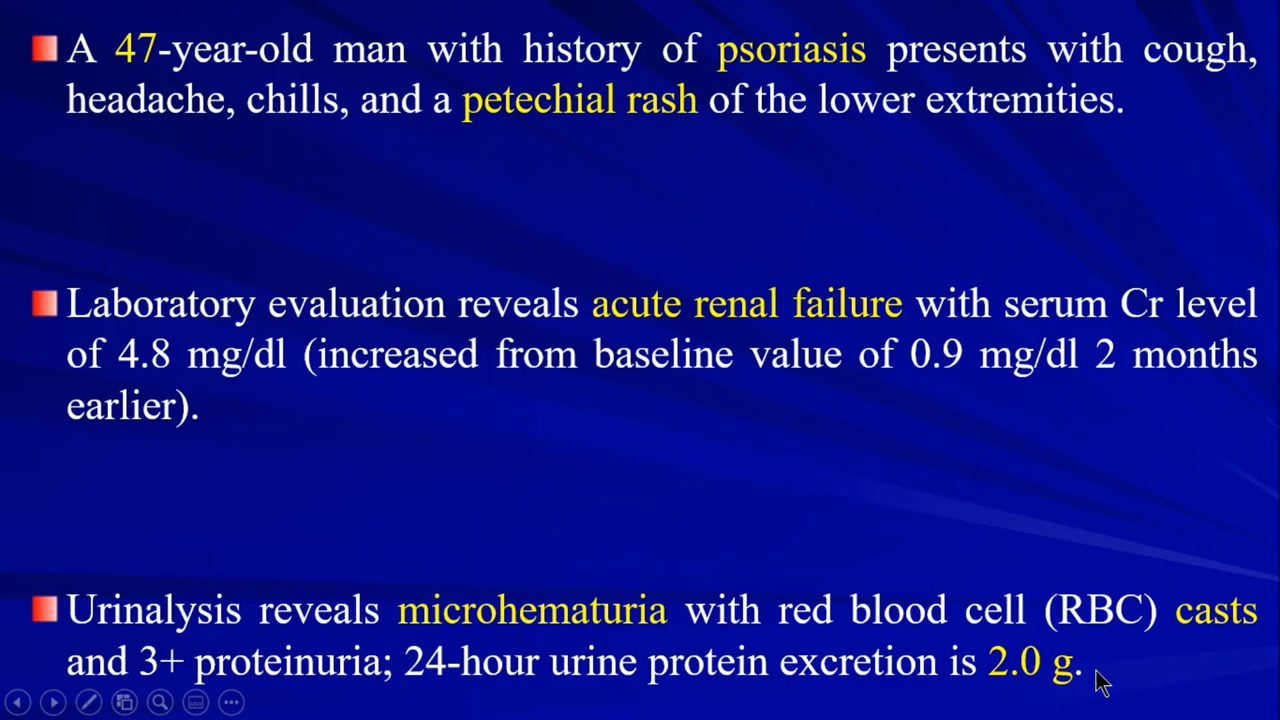 A 47-year-old man with history of psoriasis presents with cough,
headache, chills, and a petechial rash of the lower extremities.
Laboratory evaluation reveals acute renal failure with serum Cr level
of 4.8 mg/dl (increased from baseline value of 0.9 mg/dl 2 months
earlier).
Urinalysis reveals microhematuria with red blood cell (RBC) casts
and 3+ proteinuria; 24-hour urine protein excretion is 2.0 g.